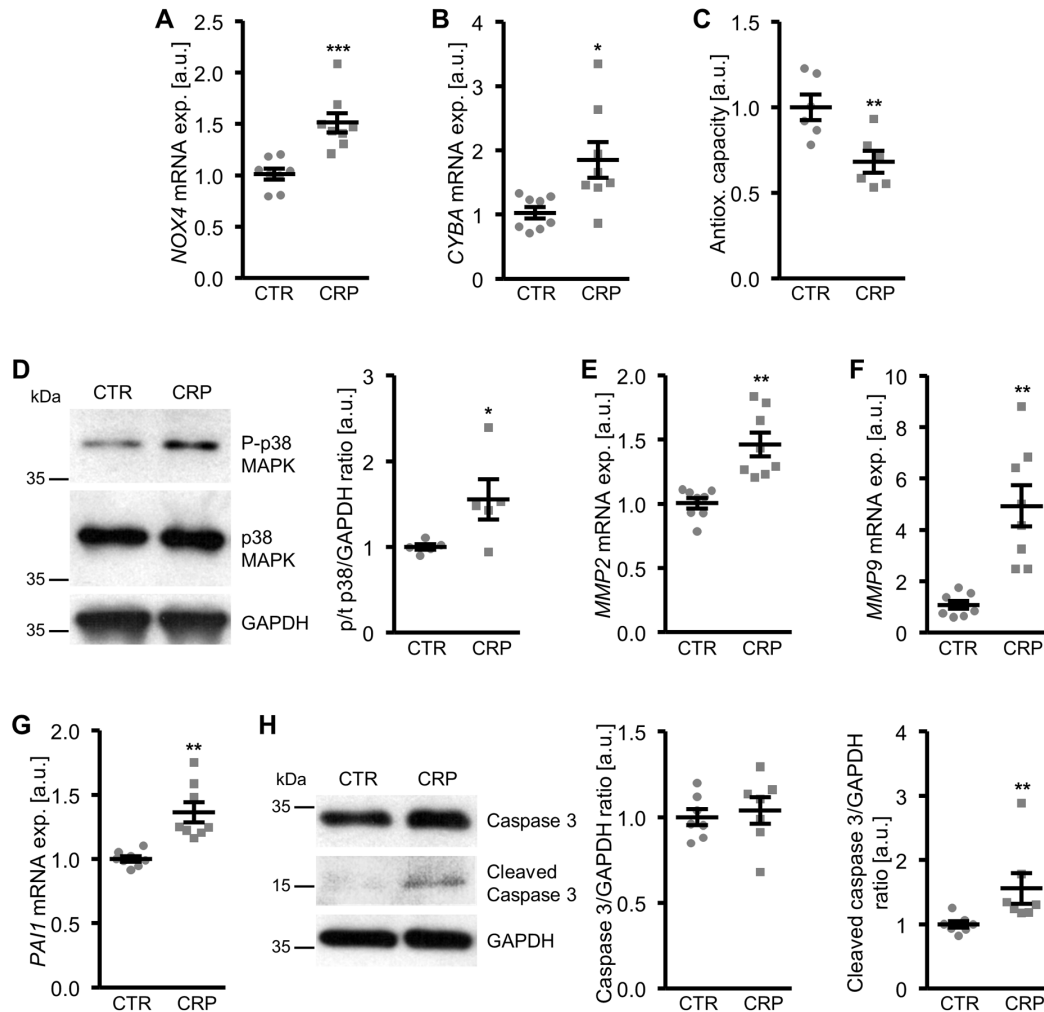 A
NOX4 mRNA exp. [a.u.]
2.5
2.0
1.5
1.0
0.5
0.0
***
CTR CRP
B
CYBA mRNA exp. [a.u.]
4
3
2
1
0
*
CTR CRP
C
Antiox. capacity [a.u.]
1.5
1.0
0.5
0.0
**
CTR CRP
D
kDa CTR CRP
P-p38
MAPK
35
p38
MAPK
35
GAPDH
35
p/t p38/GAPDH ratio [a.u.]
3
2
1
0
*
CTR CRP
E
MMP2 mRNA exp. [a.u.]
2.0
1.5
1.0
0.5
0.0
**
CTR CRP
F
MMP9 mRNA exp. [a.u.]
10
8
6
4
2
0
**
CTR CRP
G
PAI1 mRNA exp. [a.u.]
2.0
1.5
1.0
0.5
0.0
**
CTR CRP
H
kDa CTR CRP
35
Caspase 3
Cleaved
Caspase 3
15
GAPDH
35
Caspase 3/GAPDH ratio [a.u.]
1.5
1.0
0.5
0.0
CTR CRP
Cleaved caspase 3/GAPDH
ratio [a.u.]
4
3
2
1
0
**
CTR CRP